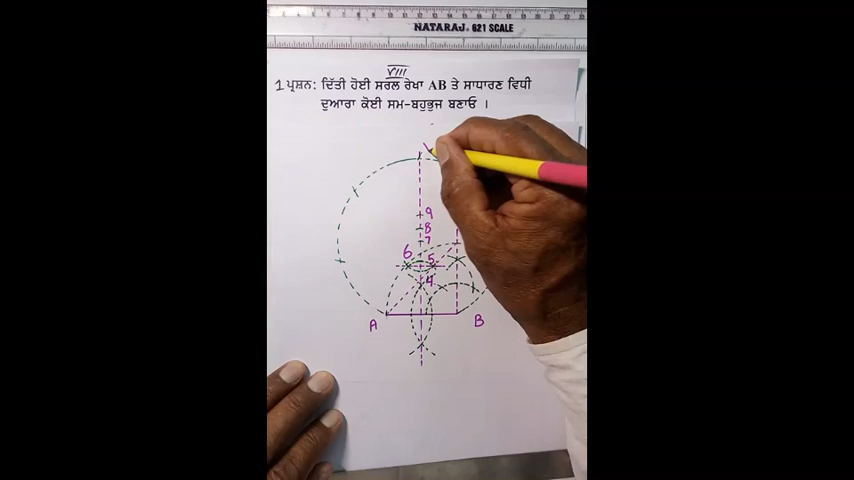 NATARAJ 621 SCALE
VIII
1 ਪ੍ਰਸ਼ਨ: ਦਿੱਤੀ ਹੋਈ ਸਰਲ ਰੇਖਾ AB ਤੇ ਸਾਧਾਰਣ ਵਿਧੀ
ਦੁਆਰਾ ਕੋਈ ਸਮ-ਬਹੁਭੁਜ ਬਣਾਓ ।
9
8
7
6 5
4
A B